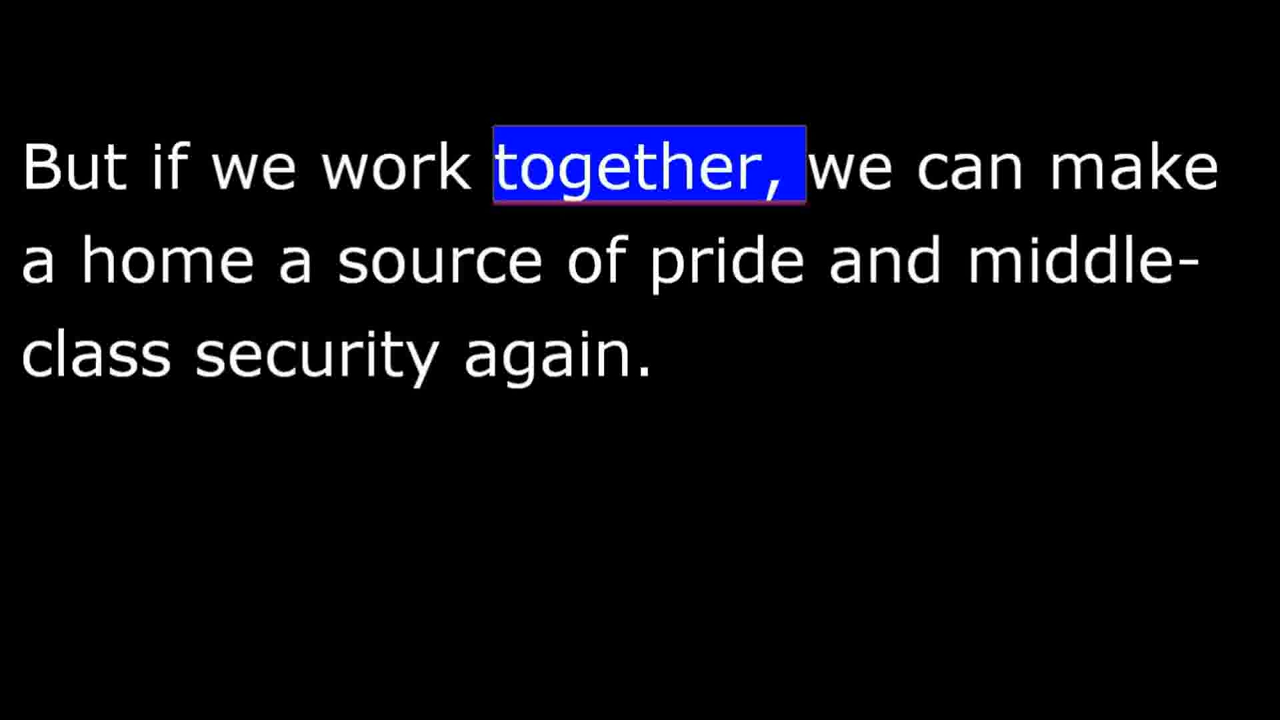 But if we work together, we can make
a home a source of pride and middle-
class security again.